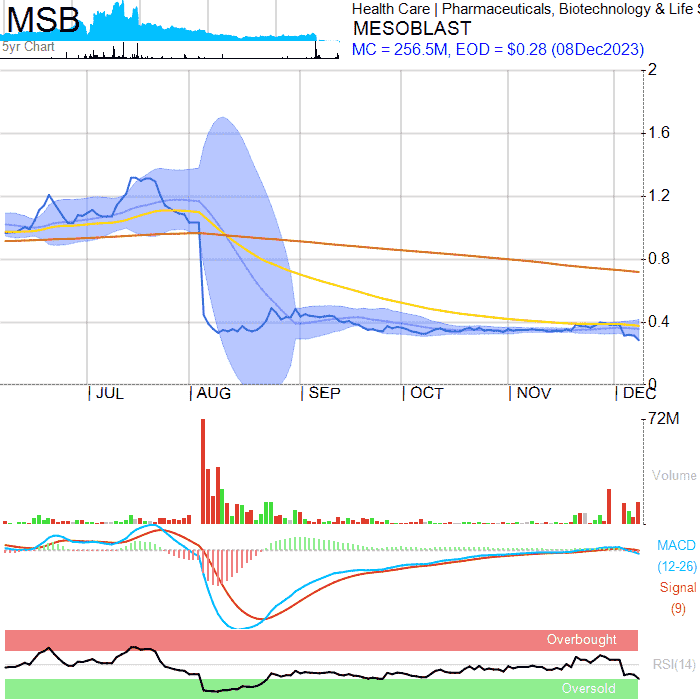 MSB
Health Care | Pharmaceuticals, Biotechnology & Life S
MESOBLAST
5yr Chart
MC = 256.5M, EOD = $0.28 (08Dec2023)
2
1.6
1.2
0.8
0.4
0
JUL AUG SEP OCT NOV DEC
72M
Volume
MACD
(12-26)
Signal
(9)
Overbought
RSI(14)
Oversold